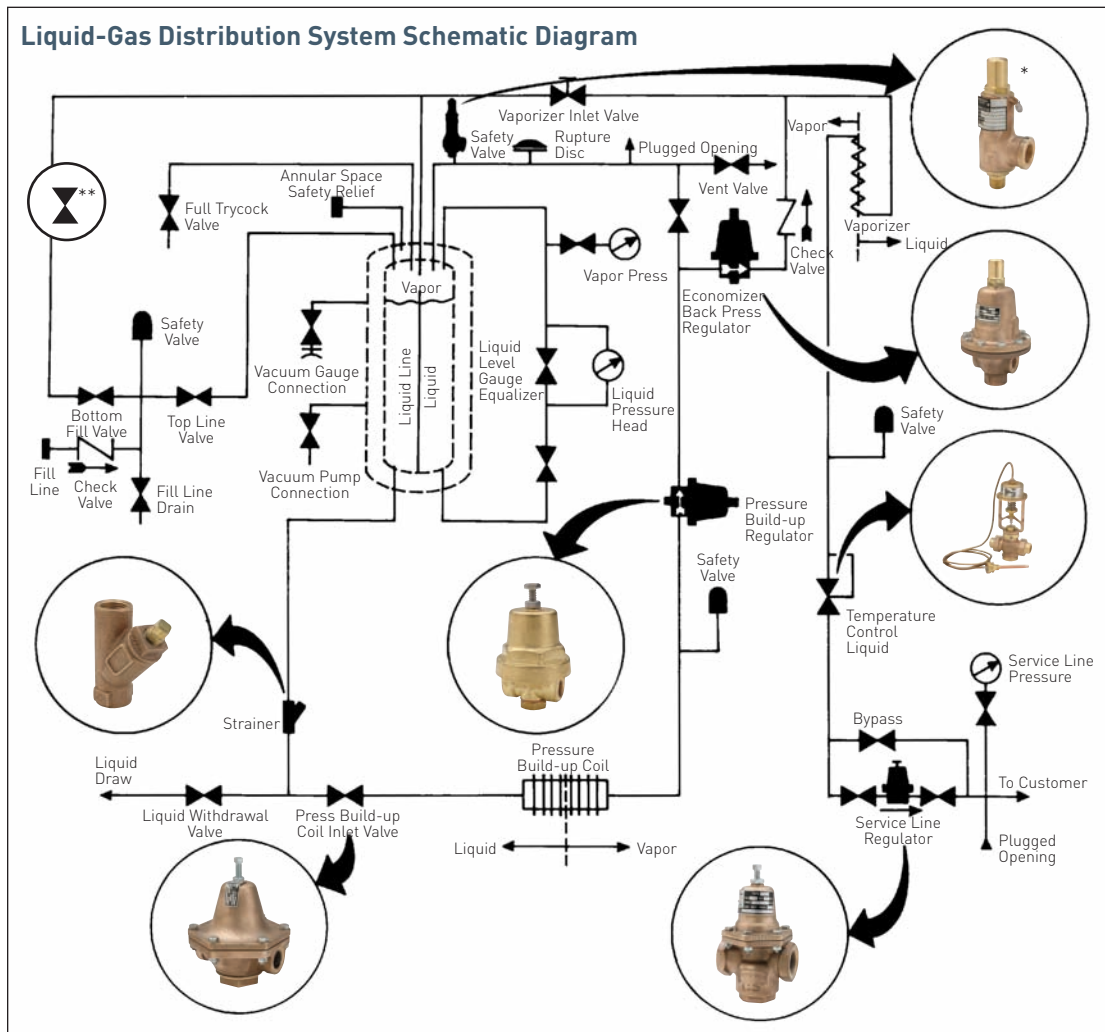 Liquid-Gas Distribution System Schematic Diagram
*
Vaporizer Inlet Valve
Safety
Valve
Rupture
Disc
Plugged Opening
Vapor
Annular Space
Safety Relief
**
Full Trycock
Valve
Vent Valve
Vaporizer
Liquid
Check
Valve
Vapor Press
Vapor
Economizer
Back Press
Regulator
Safety
Valve
Vacuum Gauge
Connection
Liquid Line
Liquid
Liquid
Level
Gauge
Equalizer
Liquid
Pressure
Head
Bottom
Fill Valve
Top Line
Valve
Safety
Valve
Fill
Line
Check
Valve
Fill Line
Drain
Vacuum Pump
Connection
Pressure
Build-up
Regulator
Safety
Valve
Temperature
Control
Liquid
Service Line
Pressure
Strainer
Bypass
Liquid
Draw
Pressure
Build-up Coil
To Customer
Liquid Withdrawal
Valve
Press Build-up
Coil Inlet Valve
Service Line
Regulator
Liquid
Vapor
Plugged
Opening